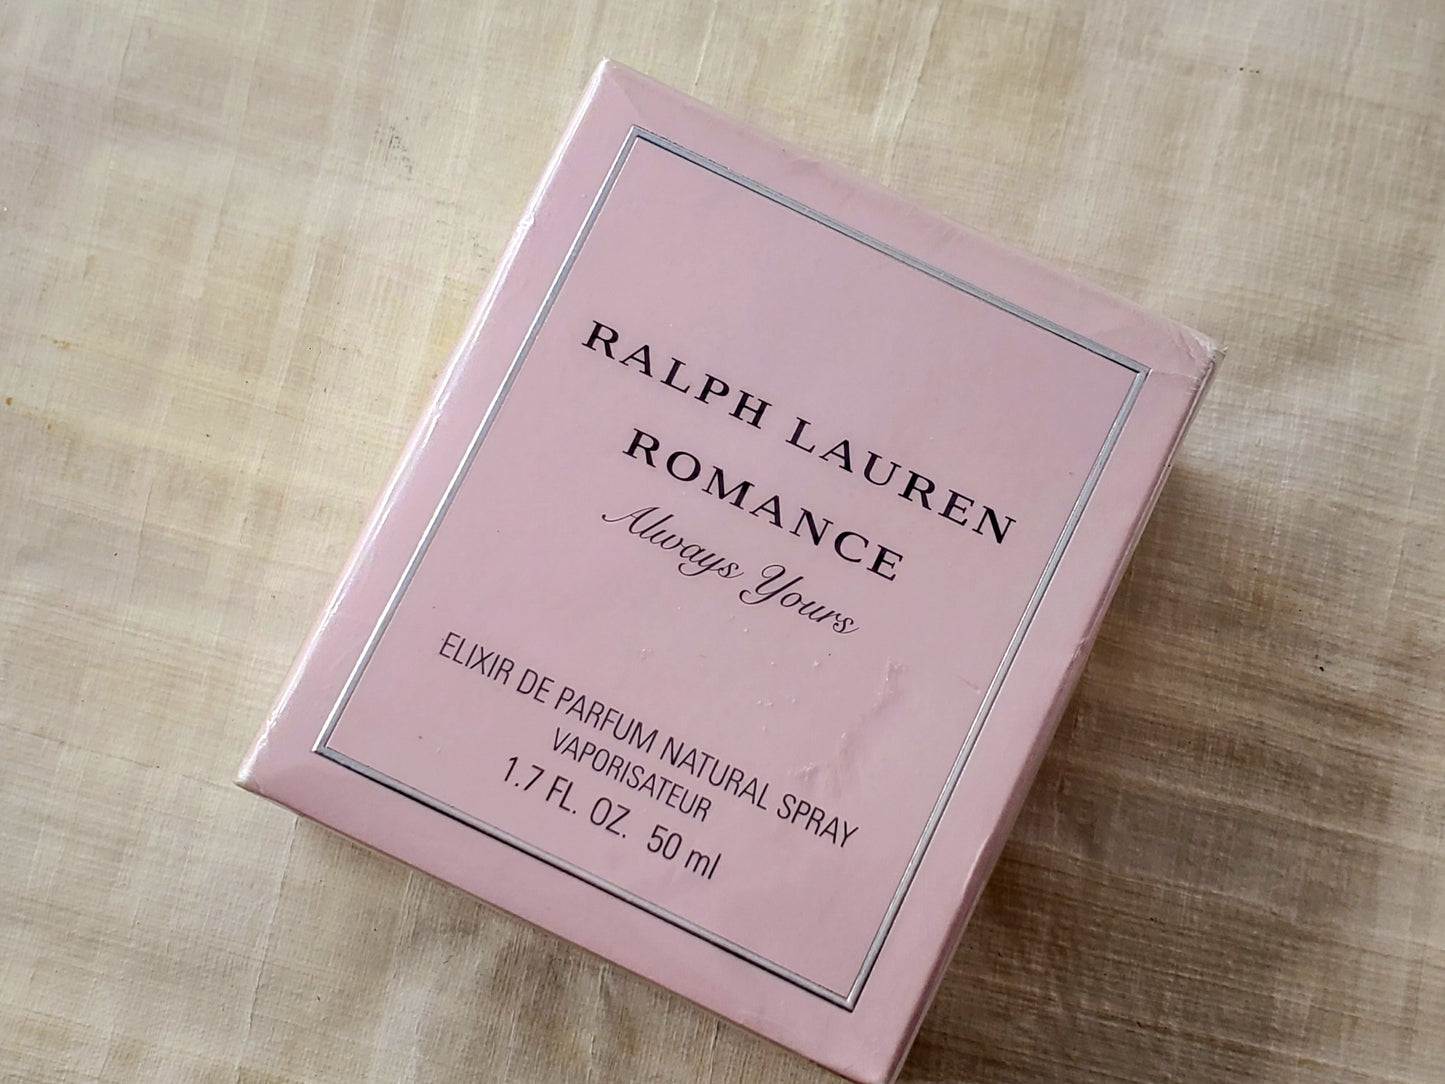 RALPH LAUREN
ROMANCE
Always Yours
ELIXIR DE PARFUM NATURAL SPRAY
VAPORISATEUR
1.7 FL. OZ. 50 ml